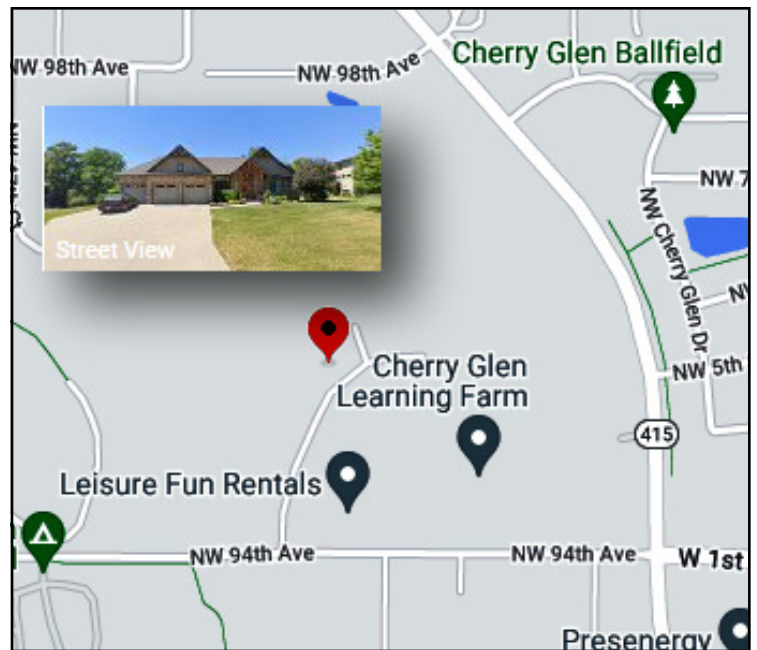 NW 98th Ave
NW 98th Ave
Cherry Glen Ballfield
NW 7
Street View
NW Cherry Glen Dr
NW 5th
Cherry Glen
Learning Farm
415
Leisure Fun Rentals
NW 94th Ave
NW 94th Ave
W 1st
Presenergy